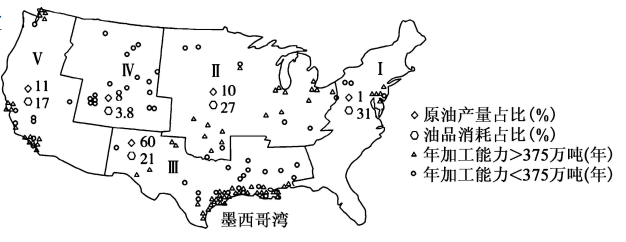 I
V
IV
II
11
17
8
3.8
10
27
1
31
60
21
III
墨西哥湾
原油产量占比(%)
油品消耗占比(%)
年加工能力>375万吨(年)
年加工能力<375万吨(年)